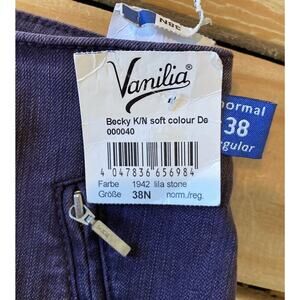 38N
Vanilia
Becky K/N soft colour De
000040
4 047836 656984
Farbe 1942 lila stone
Größe 38N norm./reg.
normal
38
regular